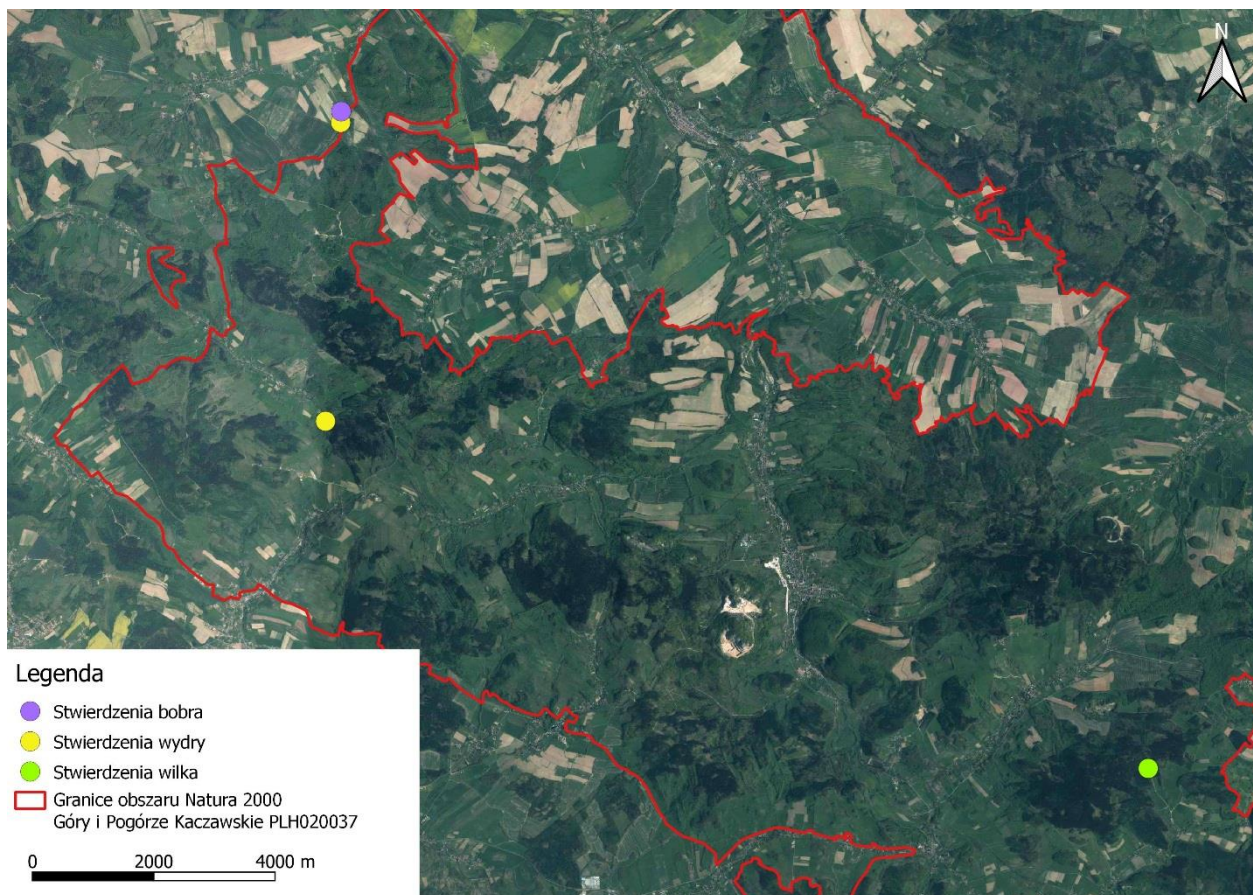 N
Legenda
Stwierdzenia bobra
Stwierdzenia wydry
Stwierdzenia wilka
Granice obszaru Natura 2000
Góry i Pogórze Kaczawskie PLH020037
0 2000 4000 m